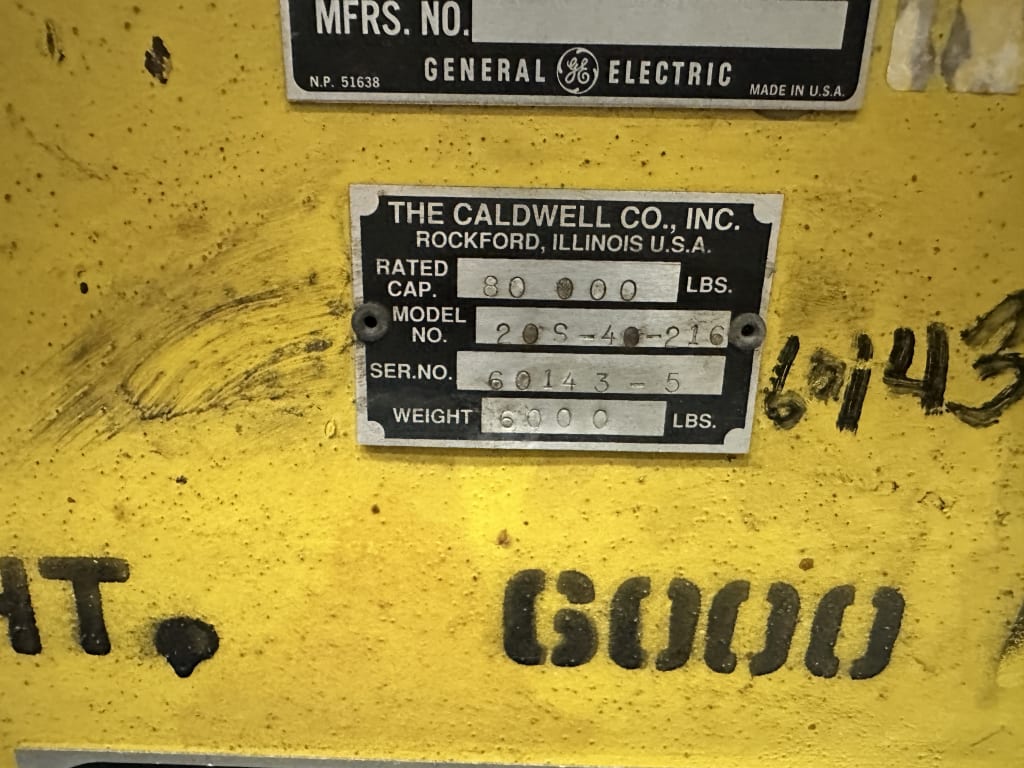 MFRS. NO.
GENERAL GE ELECTRIC
N.P. 51638
MADE IN U.S.A.
THE CALDWELL CO., INC.
ROCKFORD, ILLINOIS U.S.A.
RATED CAP. 80 000 LBS.
MODEL NO. 20S-40-216
SER.NO. 60143-5
WEIGHT 6000 LBS.
HT. 6000